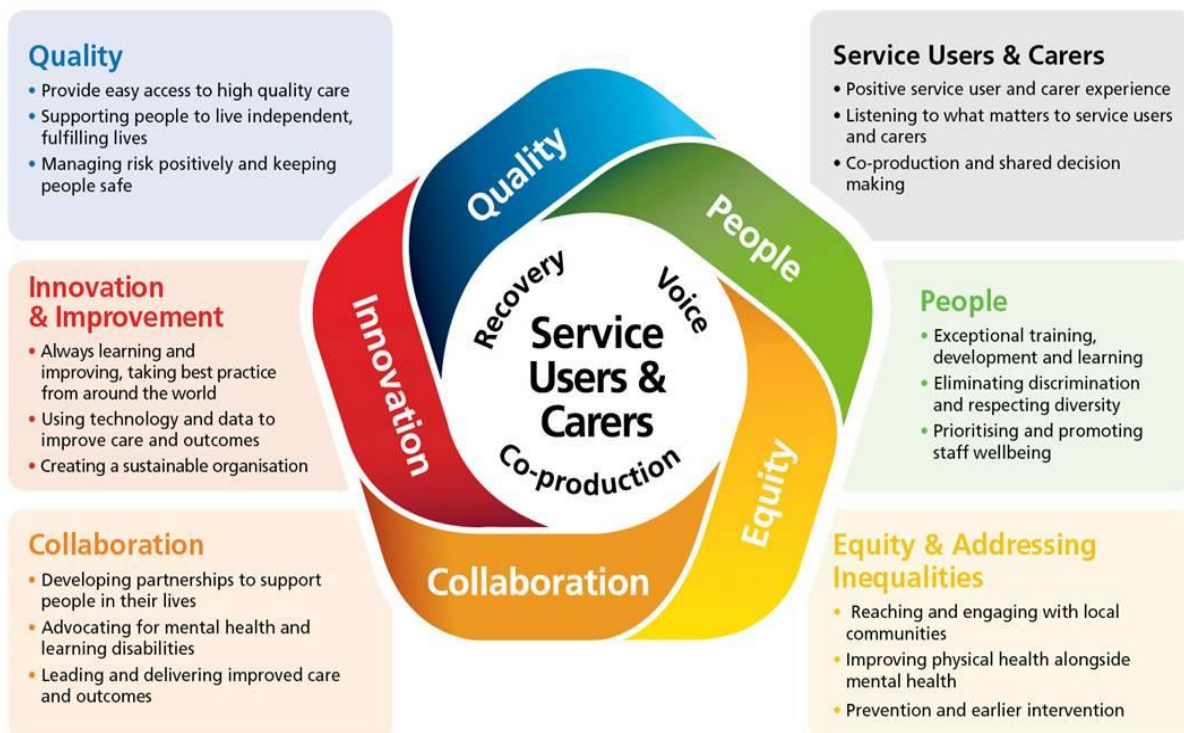 Quality
• Provide easy access to high quality care
• Supporting people to live independent,
fulfilling lives
• Managing risk positively and keeping
people safe
Innovation
& Improvement
• Always learning and
improving, taking best practice
from around the world
• Using technology and data to
improve care and outcomes
• Creating a sustainable organisation
Collaboration
• Developing partnerships to support
people in their lives
• Advocating for mental health and
learning disabilities
• Leading and delivering improved care
and outcomes
Quality
People
Equity
Collaboration
Innovation
Recovery
Voice
Service
Users &
Carers
Co-production
Service Users & Carers
• Positive service user and carer experience
• Listening to what matters to service users
and carers
• Co-production and shared decision
making
People
• Exceptional training,
development and learning
• Eliminating discrimination
and respecting diversity
• Prioritising and promoting
staff wellbeing
Equity & Addressing
Inequalities
• Reaching and engaging with local
communities
• Improving physical health alongside
mental health
• Prevention and earlier intervention